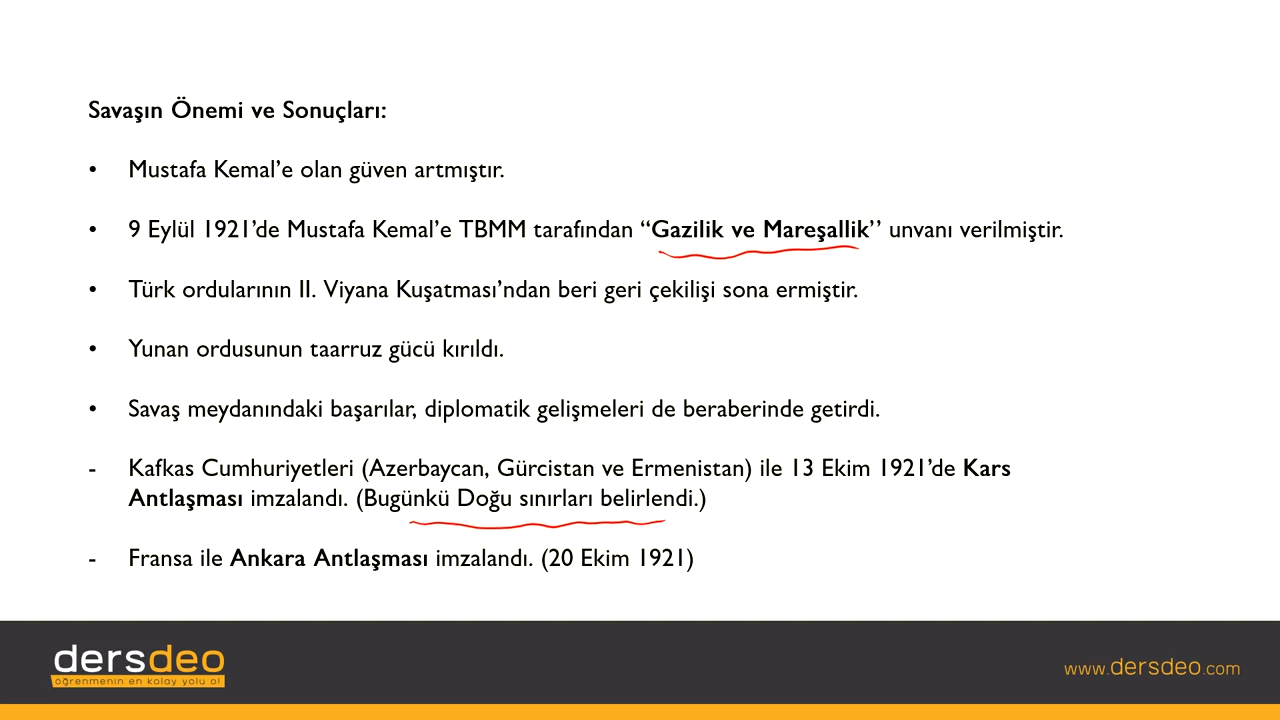 Savaşın Önemi ve Sonuçları:
• Mustafa Kemal’e olan güven artmıştır.
• 9 Eylül 1921’de Mustafa Kemal’e TBMM tarafından “Gazilik ve Mareşallik’’ unvanı verilmiştir.
• Türk ordularının II. Viyana Kuşatması’ndan beri geri çekilişi sona ermiştir.
• Yunan ordusunun taarruz gücü kırıldı.
• Savaş meydanındaki başarılar, diplomatik gelişmeleri de beraberinde getirdi.
- Kafkas Cumhuriyetleri (Azerbaycan, Gürcistan ve Ermenistan) ile 13 Ekim 1921’de Kars
Antlaşması imzalandı. (Bugünkü Doğu sınırları belirlendi.)
- Fransa ile Ankara Antlaşması imzalandı. (20 Ekim 1921)
dersdeo
öğrenmenin en kolay yolu o!
www.dersdeo.com